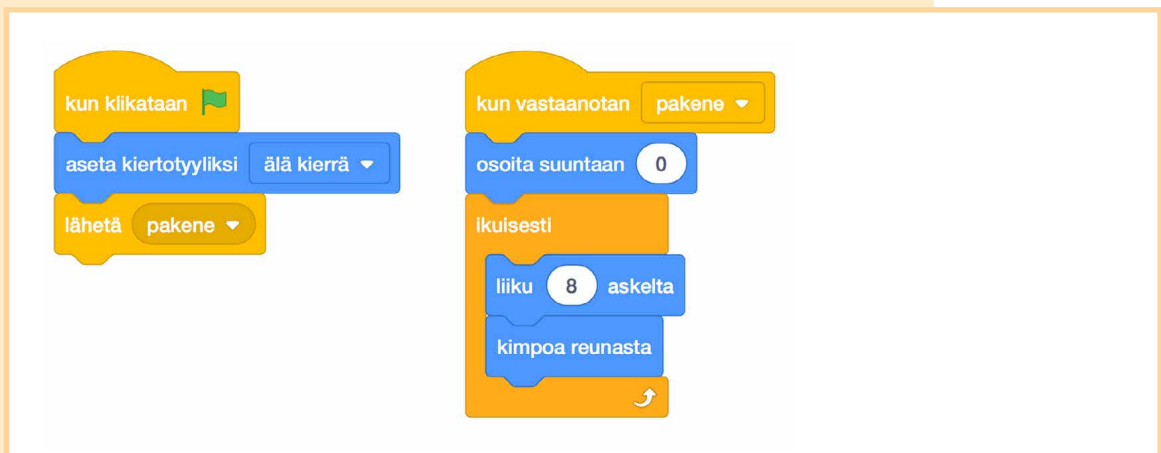 kun klikataan
aseta kiertotyyliksi älä kierrä
lähetä pakene
kun vastaanotan pakene
osoita suuntaan 0
ikuisesti
liiku 8 askelta
kimpoa reunasta